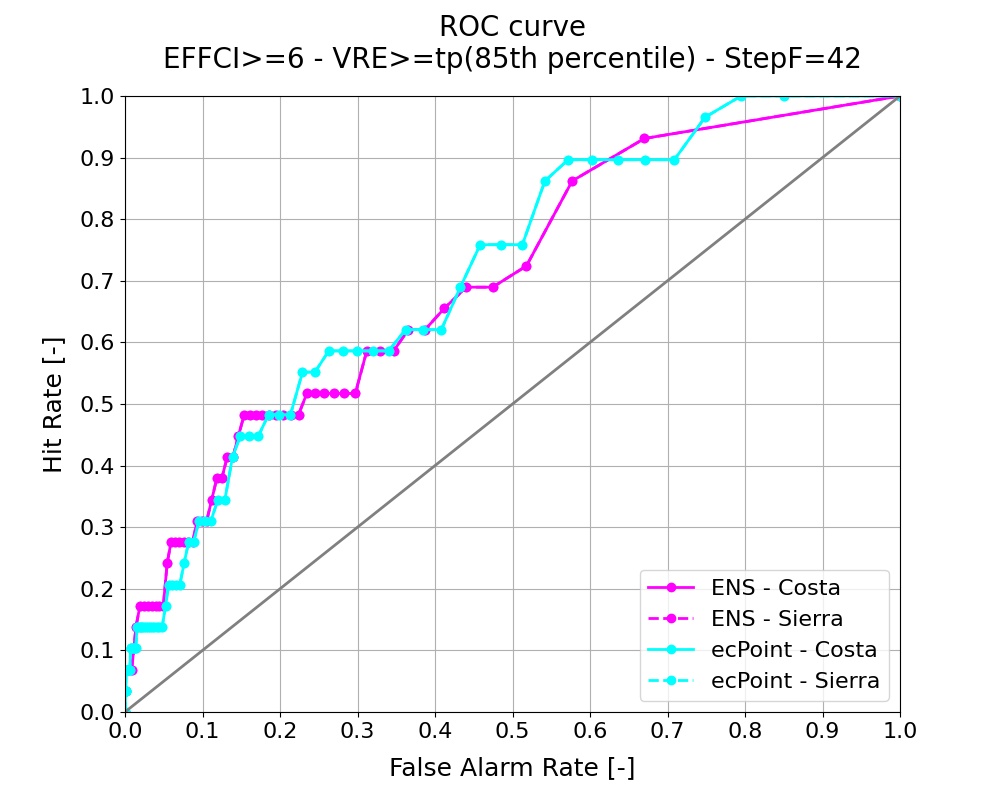 ROC curve
EFFCI>=6 - VRE>=tp(85th percentile) - StepF=42
1.0
0.9
0.8
0.7
0.6
0.5
0.4
0.3
0.2
0.1
0.0
Hit Rate [-]
ENS - Costa
ENS - Sierra
ecPoint - Costa
ecPoint - Sierra
0.0 0.1 0.2 0.3 0.4 0.5 0.6 0.7 0.8 0.9 1.0
False Alarm Rate [-]